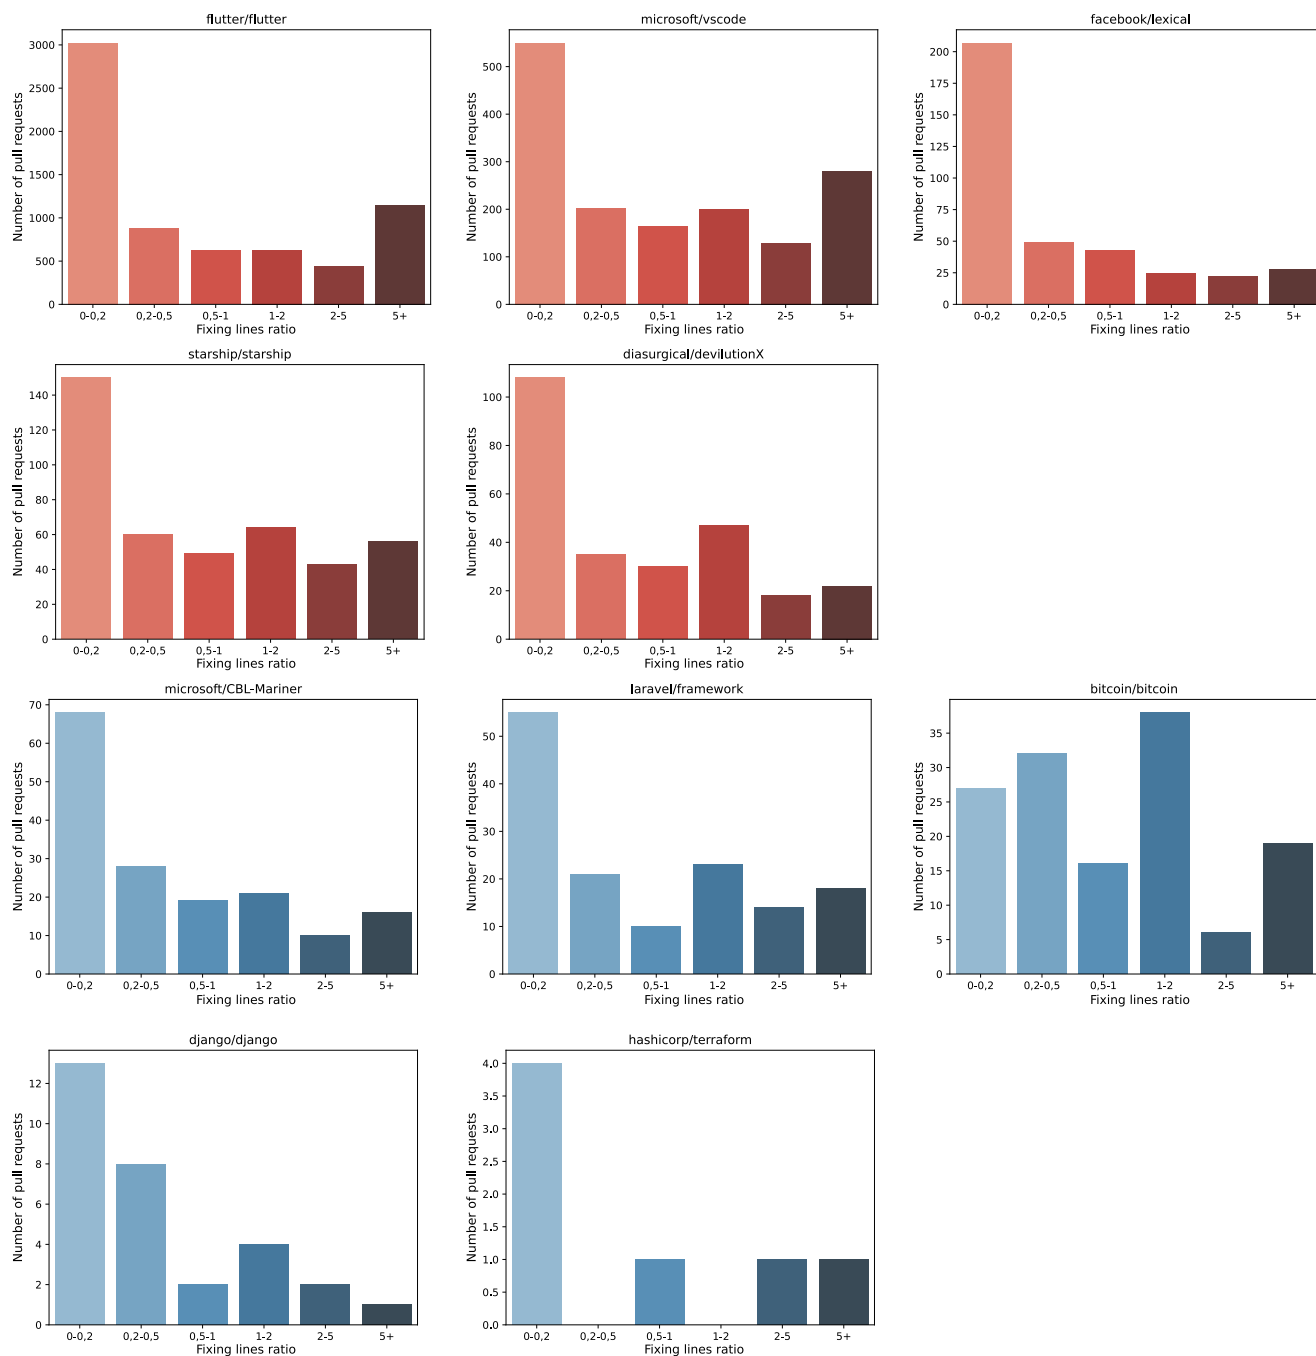 flutter/flutter
Number of pull requests
3000
2500
2000
1500
1000
500
0
0-0,2 0,2-0,5 0,5-1 1-2 2-5 5+
Fixing lines ratio
microsoft/vscode
Number of pull requests
500
400
300
200
100
0
0-0,2 0,2-0,5 0,5-1 1-2 2-5 5+
Fixing lines ratio
facebook/lexical
Number of pull requests
200
175
150
125
100
75
50
25
0
0-0,2 0,2-0,5 0,5-1 1-2 2-5 5+
Fixing lines ratio
starship/starship
Number of pull requests
140
120
100
80
60
40
20
0
0-0,2 0,2-0,5 0,5-1 1-2 2-5 5+
Fixing lines ratio
diasurgical/devilutionX
Number of pull requests
100
80
60
40
20
0
0-0,2 0,2-0,5 0,5-1 1-2 2-5 5+
Fixing lines ratio
microsoft/CBL-Mariner
Number of pull requests
70
60
50
40
30
20
10
0
0-0,2 0,2-0,5 0,5-1 1-2 2-5 5+
Fixing lines ratio
laravel/framework
Number of pull requests
50
40
30
20
10
0
0-0,2 0,2-0,5 0,5-1 1-2 2-5 5+
Fixing lines ratio
bitcoin/bitcoin
Number of pull requests
35
30
25
20
15
10
5
0
0-0,2 0,2-0,5 0,5-1 1-2 2-5 5+
Fixing lines ratio
django/django
Number of pull requests
12
10
8
6
4
2
0
0-0,2 0,2-0,5 0,5-1 1-2 2-5 5+
Fixing lines ratio
hashicorp/terraform
Number of pull requests
4.0
3.5
3.0
2.5
2.0
1.5
1.0
0.5
0.0
0-0,2 0,2-0,5 0,5-1 1-2 2-5 5+
Fixing lines ratio